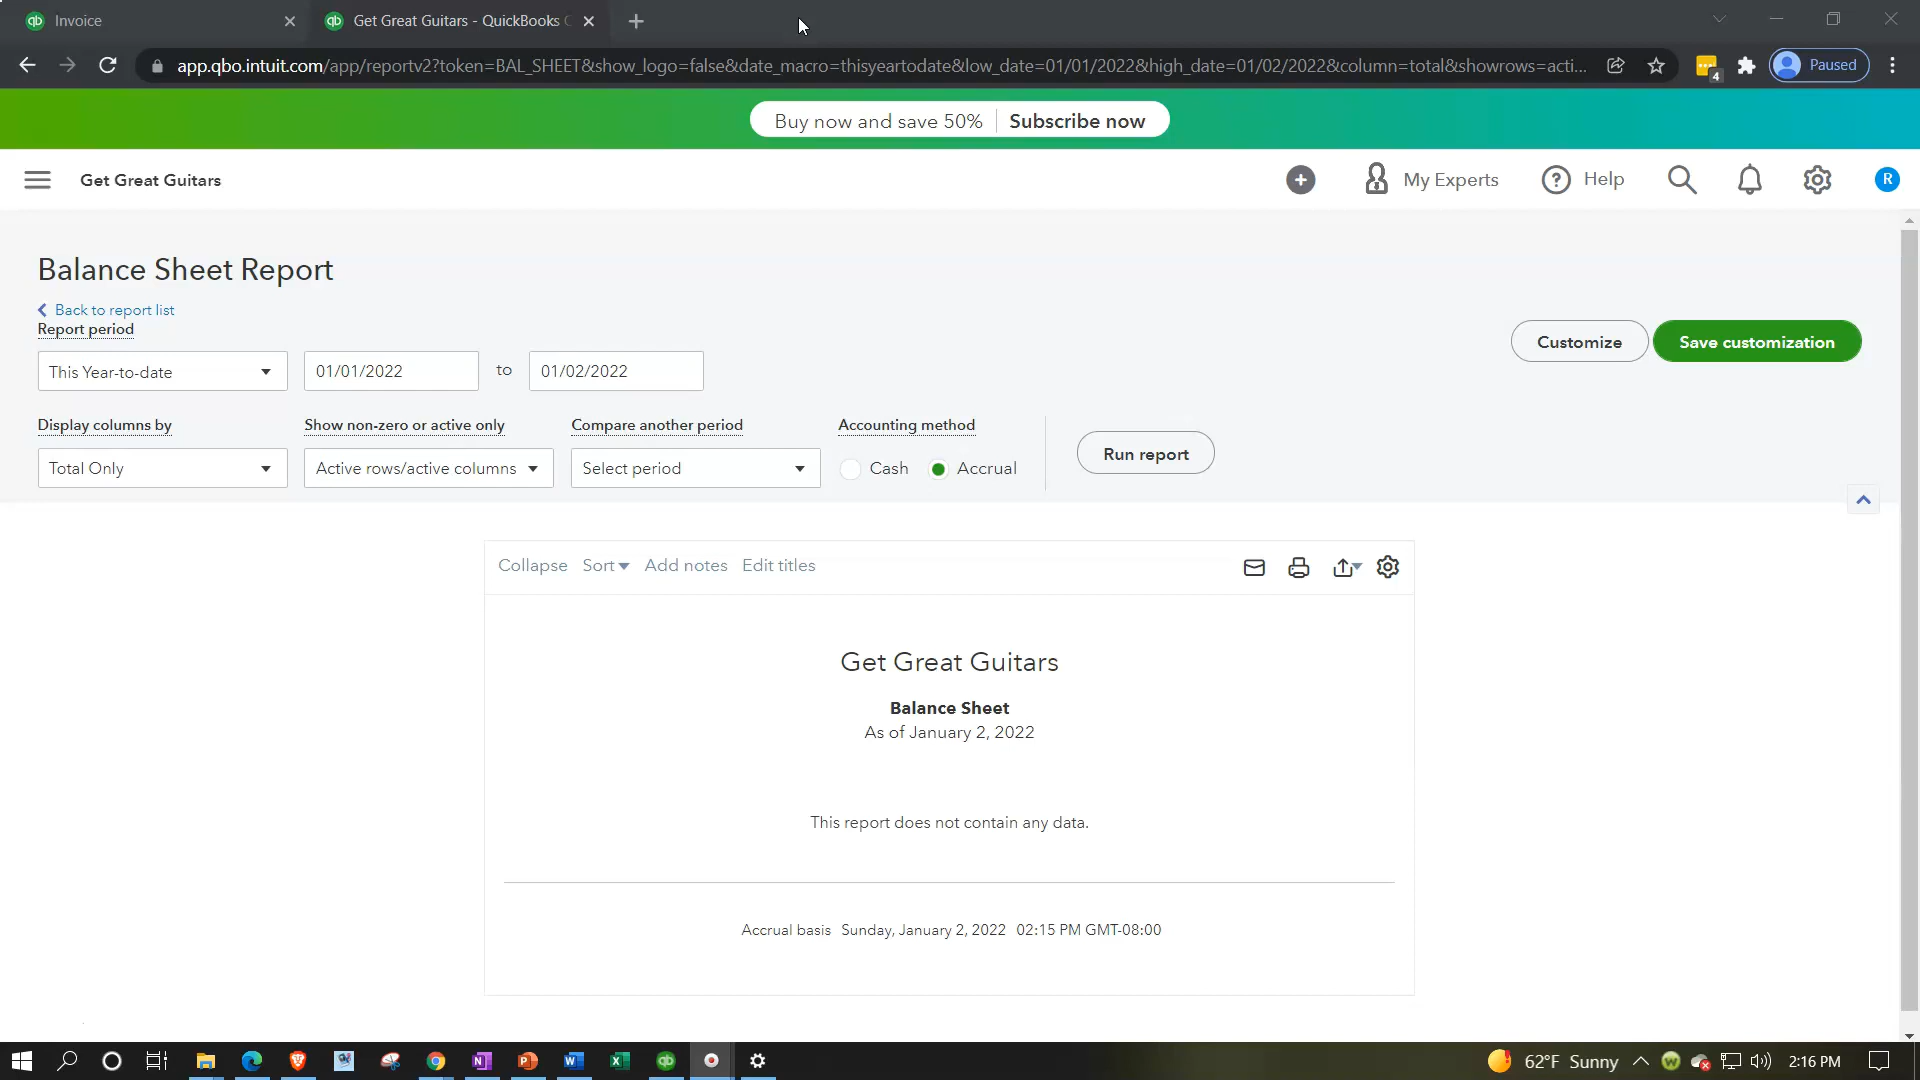 Invoice
Get Great Guitars - QuickBooks
app.qbo.intuit.com/app/reportv2?token=BAL_SHEET&show_logo=false&date_macro=thisyeartodate&low_date=01/01/2022&high_date=01/02/2022&column=total&showrows=acti...
4
Paused
Buy now and save 50% Subscribe now
Get Great Guitars
My Experts
Help
R
Balance Sheet Report
Back to report list
Report period
This Year-to-date
01/01/2022
to
01/02/2022
Customize
Save customization
Display columns by
Show non-zero or active only
Compare another period
Accounting method
Total Only
Active rows/active columns
Select period
Cash
Accrual
Run report
Collapse
Sort
Add notes
Edit titles
Get Great Guitars
Balance Sheet
As of January 2, 2022
This report does not contain any data.
Accrual basis Sunday, January 2, 2022 02:15 PM GMT-08:00
62°F Sunny
2:16 PM